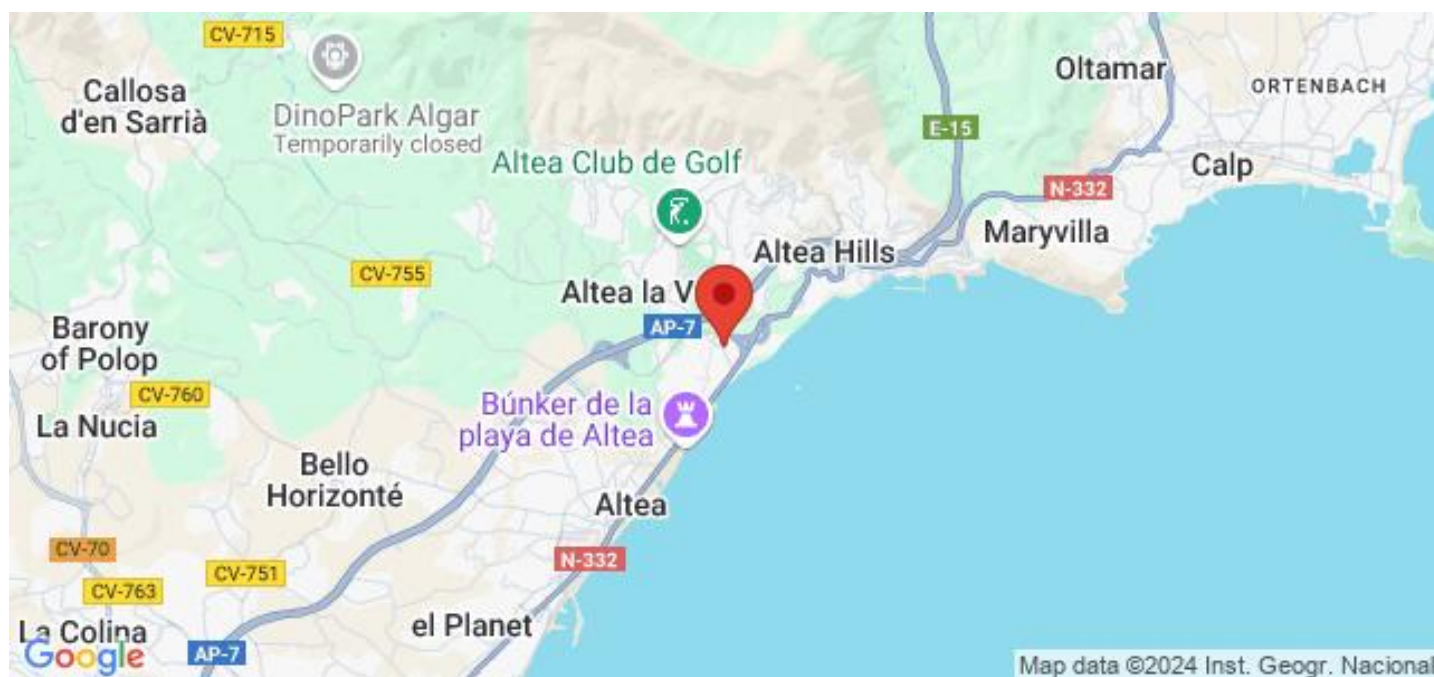 CV-715
Callosa
d'en Sarrià
DinoPark Algar
Temporarily closed
Oltamar
ORTENBACH
E-15
Altea Club de Golf
Calp
N-332
Maryvilla
Altea Hills
CV-755
Altea la V
AP-7
Barony
of Polop
CV-760
La Nucia
Búnker de la
playa de Altea
Bello
Horizonté
Altea
CV-70
N-332
CV-751
CV-763
el Planet
La Colina
AP-7
Google
Map data ©2024 Inst. Geogr. Nacional